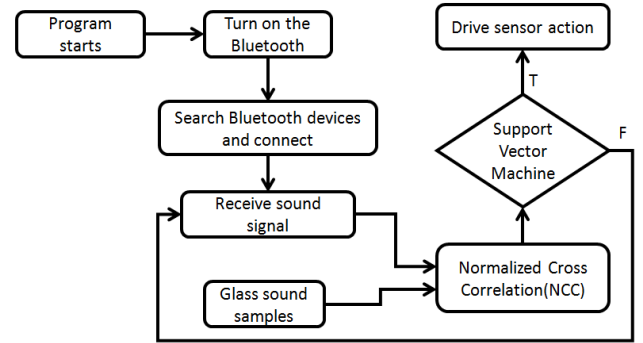 Program
starts
Turn on the
Bluetooth
Drive sensor action
T
Search Bluetooth devices
and connect
Support
Vector
Machine
F
Receive sound
signal
Normalized Cross
Correlation(NCC)
Glass sound
samples